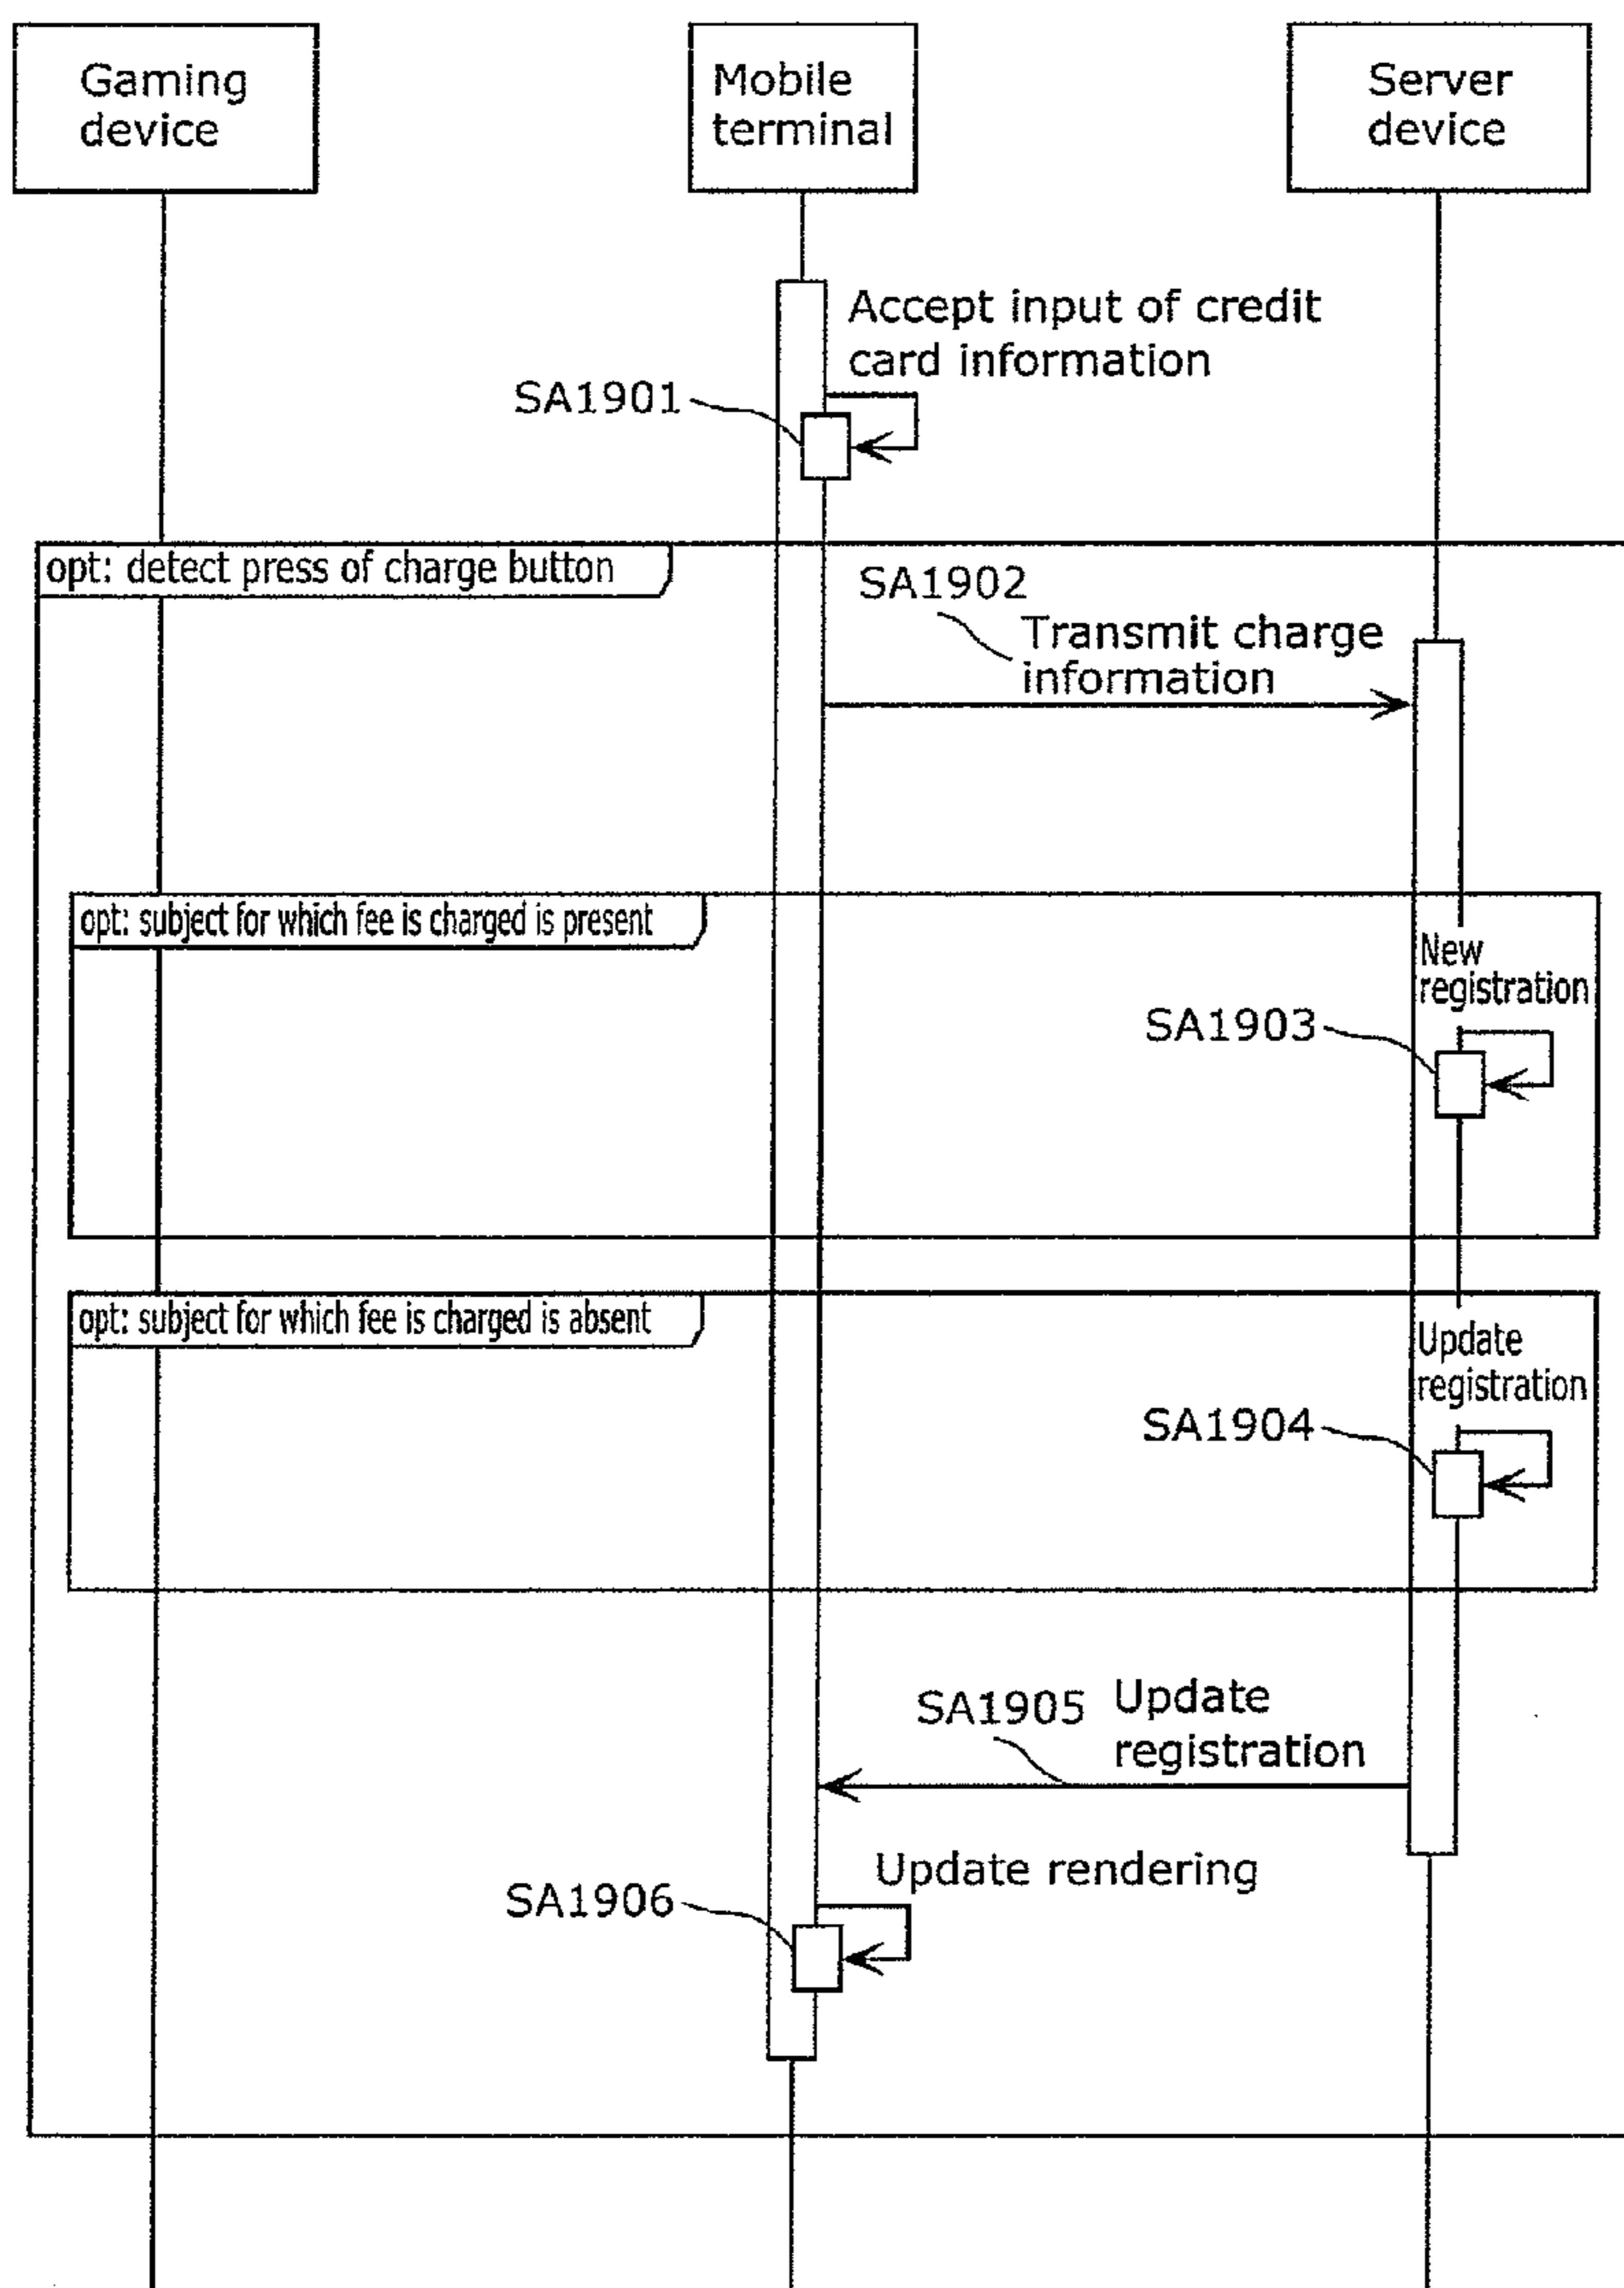 Gaming
device
Mobile
terminal
Server
device
Accept input of credit
card information
SA1901
opt: detect press of charge button
SA1902
Transmit charge
information
opt: subject for which fee is charged is present
New
registration
SA1903
opt: subject for which fee is charged is absent
Update
registration
SA1904
SA1905
Update
registration
Update rendering
SA1906